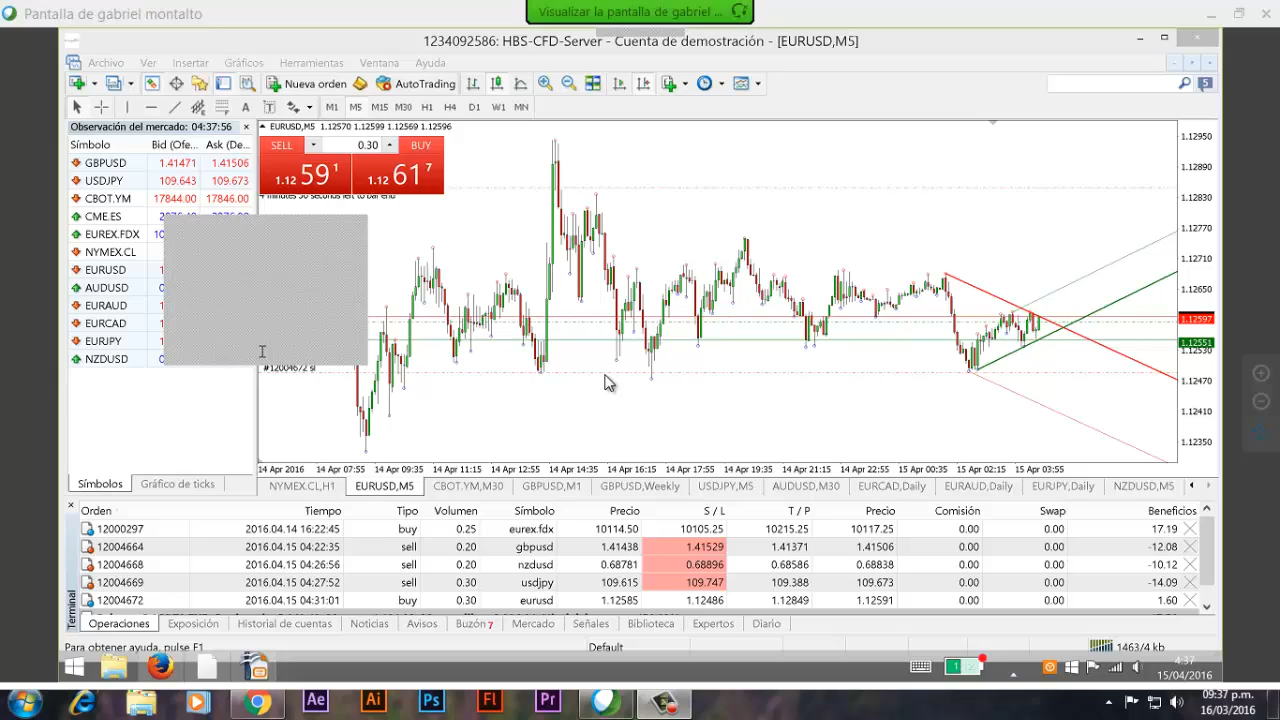 Pantalla de gabriel montalto
Visualizar la pantalla de gabriel ...
1234092586: HBS-CFD-Server - Cuenta de demostración - [EURUSD,M5]
Archivo Ver Insertar Gráficos Herramientas Ventana Ayuda
Nueva orden AutoTrading 5
A T M1 M5 M15 M30 H1 H4 D1 W1 MN
Observación del mercado: 04:37:56
Símbolo Bid (Ofe... Ask (De...
GBPUSD 1.41471 1.41506
USDJPY 109.643 109.673
CBOT.YM 17844.00 17846.00
CME.ES
EUREX.FDX
NYMEX.CL
EURUSD
AUDUSD
EURAUD
EURCAD
EURJPY
NZDUSD
Símbolos Gráfico de ticks
EURUSD,M5 1.12570 1.12599 1.12569 1.12596
SELL 0.30 BUY
1.12 59 1 1.12 61 7
4 minutes 30 seconds left to bar end
#12004672 sl
1.12950
1.12890
1.12830
1.12770
1.12710
1.12650
1.12597
1.12551
1.12530
1.12470
1.12410
1.12350
14 Apr 2016 14 Apr 07:55 14 Apr 09:35 14 Apr 11:15 14 Apr 12:55 14 Apr 14:35 14 Apr 16:15 14 Apr 17:55 14 Apr 19:35 14 Apr 21:15 14 Apr 22:55 15 Apr 00:35 15 Apr 02:15 15 Apr 03:55
NYMEX.CL,H1 EURUSD,M5 CBOT.YM,M30 GBPUSD,M1 GBPUSD,Weekly USDJPY,M5 AUDUSD,M30 EURCAD,Daily EURAUD,Daily EURJPY,Daily NZDUSD,M5
Orden Tiempo Tipo Volumen Símbolo Precio S / L T / P Precio Comisión Swap Beneficios
12000297 2016.04.14 16:22:45 buy 0.25 eurex.fdx 10114.50 10105.25 10215.25 10117.25 0.00 0.00 17.19
12004664 2016.04.15 04:22:35 sell 0.20 gbpusd 1.41438 1.41529 1.41371 1.41506 0.00 0.00 -12.08
12004668 2016.04.15 04:26:56 sell 0.20 nzdusd 0.68781 0.68896 0.68586 0.68838 0.00 0.00 -10.12
12004669 2016.04.15 04:27:52 sell 0.30 usdjpy 109.615 109.747 109.388 109.673 0.00 0.00 -14.09
12004672 2016.04.15 04:31:01 buy 0.30 eurusd 1.12585 1.12486 1.12849 1.12591 0.00 0.00 1.60
Terminal
Operaciones Exposición Historial de cuentas Noticias Avisos Buzón 7 Mercado Señales Biblioteca Expertos Diario
Para obtener ayuda, pulse F1 Default 1463/4 kb
1 2
4:37
15/04/2016
Ae Ai Ps Fl Pr
09:37 p.m.
16/03/2016